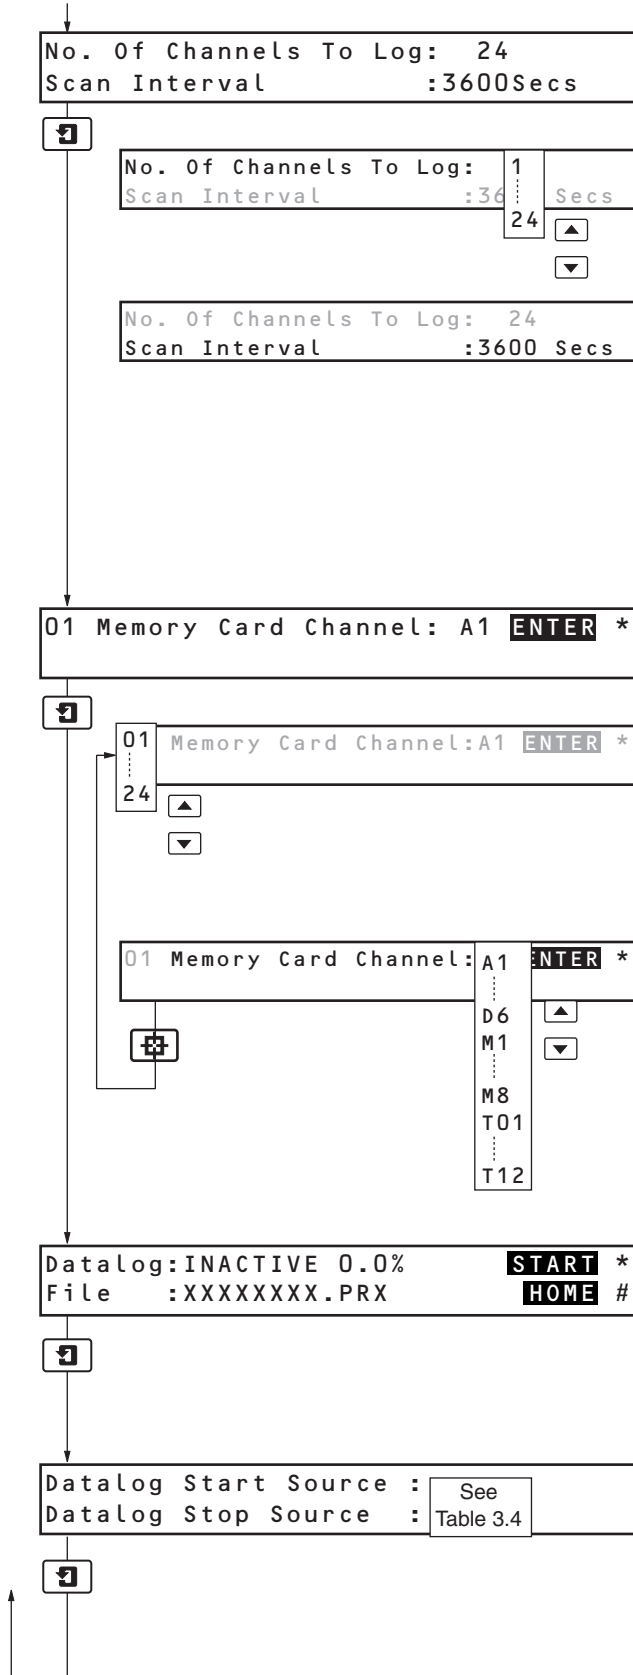 No. Of Channels To Log: 24
Scan Interval :3600Secs
No. Of Channels To Log: 1
Scan Interval :36 Secs
24
No. Of Channels To Log: 24
Scan Interval :3600 Secs
01 Memory Card Channel: A1 ENTER *
01 Memory Card Channel:A1 ENTER *
24
01 Memory Card Channel: A1 ENTER *
D6
M1
M8
T01
T12
Datalog:INACTIVE 0.0% START *
File :XXXXXXXX.PRX HOME #
Datalog Start Source : See
Datalog Stop Source : Table 3.4